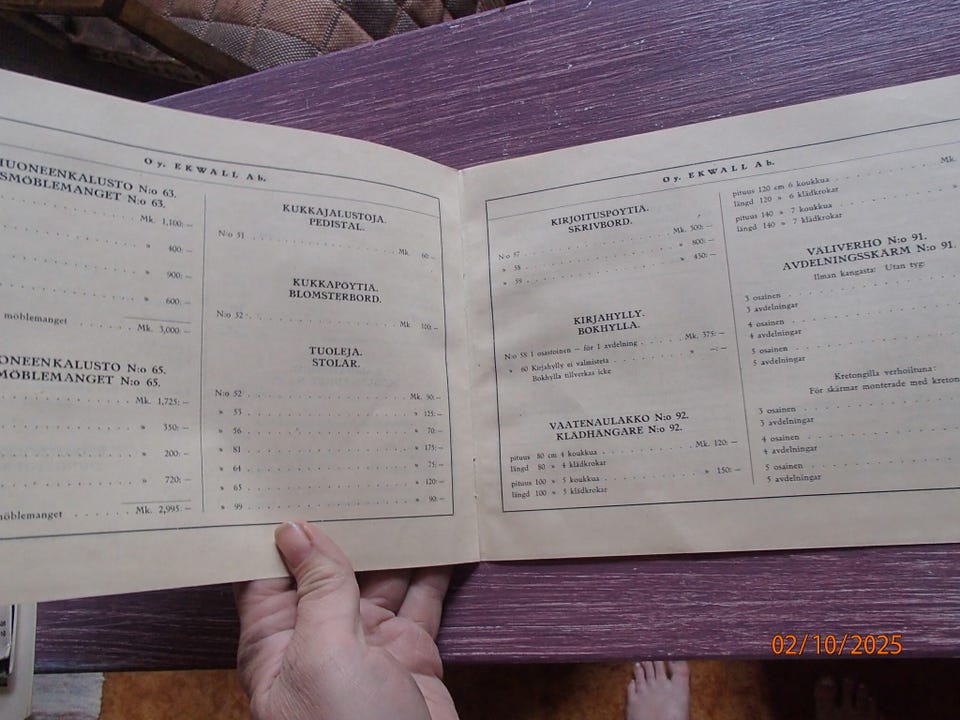 Oy. EKWALL Ab.
HUONEENKALUSTO N:o 63.
SMÖBLEMANGET N:o 63.
Mk. 1,100:—
» 400:—
» 900:—
» 600:—
möblemanget Mk. 3,000:—
ONEENKALUSTO N:o 65.
MÖBLEMANGET N:o 65.
Mk. 1,725:—
» 350:—
» 200:—
» 720:—
möblemanget Mk. 2,995:—
KUKKAJALUSTOJA.
PEDISTAL.
N:o 51 Mk. 60:—
KUKKAPÖYTIÄ.
BLOMSTERBORD.
N:o 52 Mk. 100:—
TUOLEJA.
STOLAR.
N:o 52 Mk. 90:—
» 53 » 125:—
» 56 » 70:—
» 81 » 175:—
» 64 » 75:—
» 65 » 120:—
» 99 » 90:—
Oy. EKWALL Ab.
KIRJOITUSPÖYTIÄ.
SKRIVBORD.
N:o 57 Mk. 500:—
» 58 » 600:—
» 59 » 450:—
KIRJAHYLLY.
BOKHYLLA.
N:o 58 1 osastoinen — för 1 avdelning Mk. 375:—
» 60 Kirjahylly ei valmisteta » —:—
Bokhylla tillverkas icke
VAATENAULAKKO N:o 92.
KLÄDHÄNGARE N:o 92.
pituus 80 cm 4 koukkua Mk. 120:—
längd 80 » 4 klädkrokar
pituus 100 » 5 koukkua » 150:—
längd 100 » 5 klädkrokar
pituus 120 cm 6 koukkua Mk.
längd 120 » 6 klädkrokar
pituus 140 » 7 koukkua »
längd 140 » 7 klädkrokar
VÄLIVERHO N:o 91.
AVDELNINGSSKÄRM N:o 91.
Ilman kangasta: Utan tyg:
3 osainen
3 avdelningar
4 osainen
4 avdelningar
5 osainen
5 avdelningar
Kretongilla verhoiltuna:
För skärmar monterade med kreton
3 osainen
3 avdelningar
4 osainen
4 avdelningar
5 osainen
5 avdelningar
02/10/2025